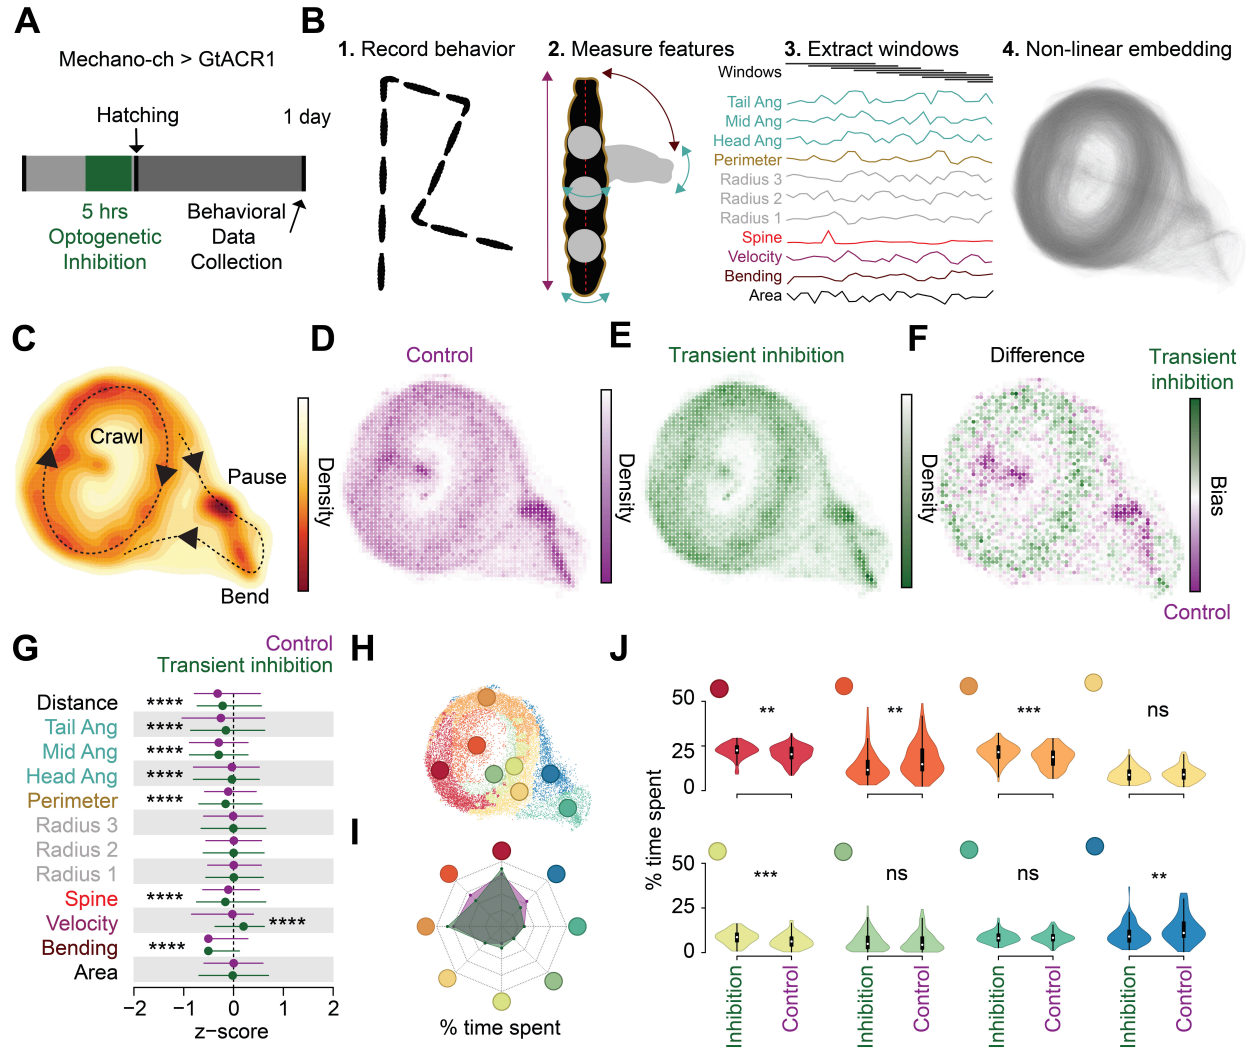 A
Mechano-ch > GtACR1
Hatching
1 day
5 hrs
Optogenetic
Inhibition
Behavioral
Data
Collection
B
1. Record behavior
2. Measure features
3. Extract windows
4. Non-linear embedding
Windows
Tail Ang
Mid Ang
Head Ang
Perimeter
Radius 3
Radius 2
Radius 1
Spine
Velocity
Bending
Area
C
Crawl
Pause
Bend
Density
D
Control
Density
E
Transient inhibition
Density
F
Difference
Transient
inhibition
Bias
Control
G
Control
Transient inhibition
Distance ****
Tail Ang ****
Mid Ang ****
Head Ang ****
Perimeter ****
Radius 3
Radius 2
Radius 1
Spine ****
Velocity ****
Bending ****
Area
−2 −1 0 1 2
z−score
H
I
% time spent
J
% time spent
50
25
0
** ** *** ns
50
25
0
*** ns ns **
Inhibition
Control
Inhibition
Control
Inhibition
Control
Inhibition
Control